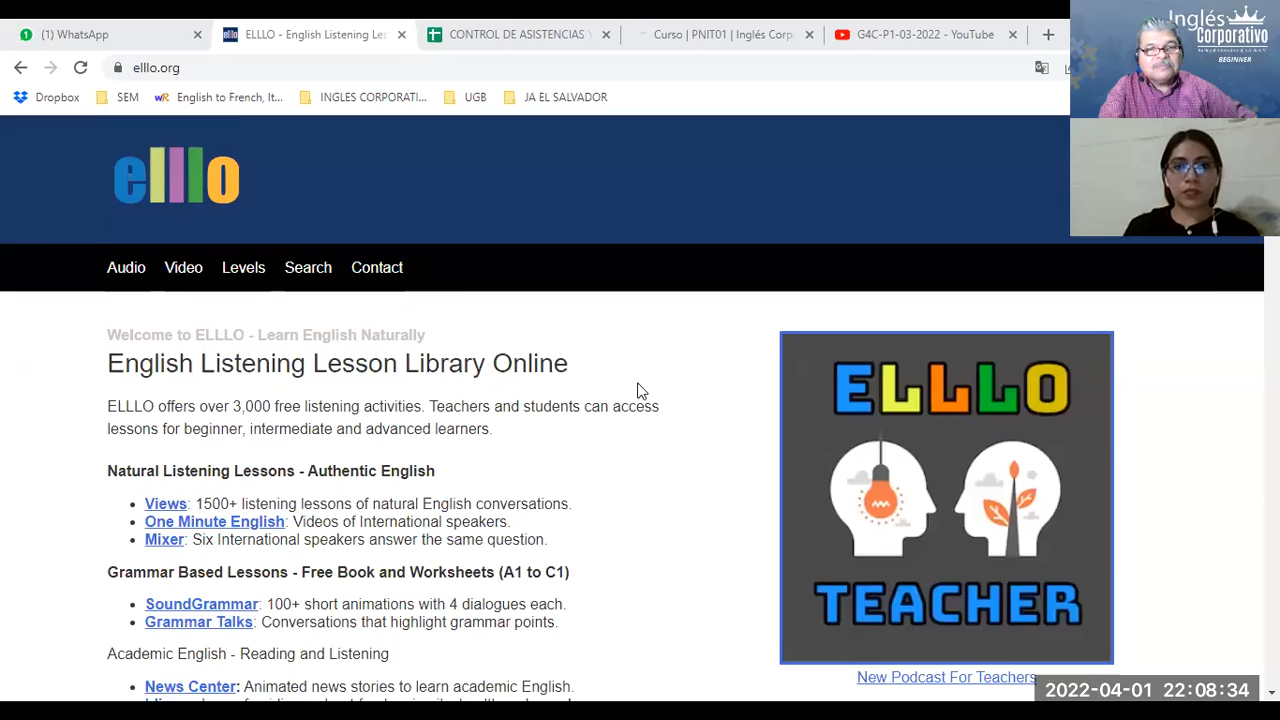 (1) WhatsApp
ELLLO - English Listening Les
CONTROL DE ASISTENCIAS Y
Curso | PNIT01 | Inglés Corp
G4C-P1-03-2022 - YouTube
elllo.org
Dropbox
SEM
English to French, It...
INGLES CORPORATI...
UGB
JA EL SALVADOR
Inglés
Corporativo
BEGINNER
elllo
Audio Video Levels Search Contact
Welcome to ELLLO - Learn English Naturally
English Listening Lesson Library Online
ELLLO offers over 3,000 free listening activities. Teachers and students can access
lessons for beginner, intermediate and advanced learners.
Natural Listening Lessons - Authentic English
Views: 1500+ listening lessons of natural English conversations.
One Minute English: Videos of International speakers.
Mixer: Six International speakers answer the same question.
Grammar Based Lessons - Free Book and Worksheets (A1 to C1)
SoundGrammar: 100+ short animations with 4 dialogues each.
Grammar Talks: Conversations that highlight grammar points.
Academic English - Reading and Listening
News Center: Animated news stories to learn academic English.
ELLLO
TEACHER
New Podcast For Teachers
2022-04-01 22:08:34